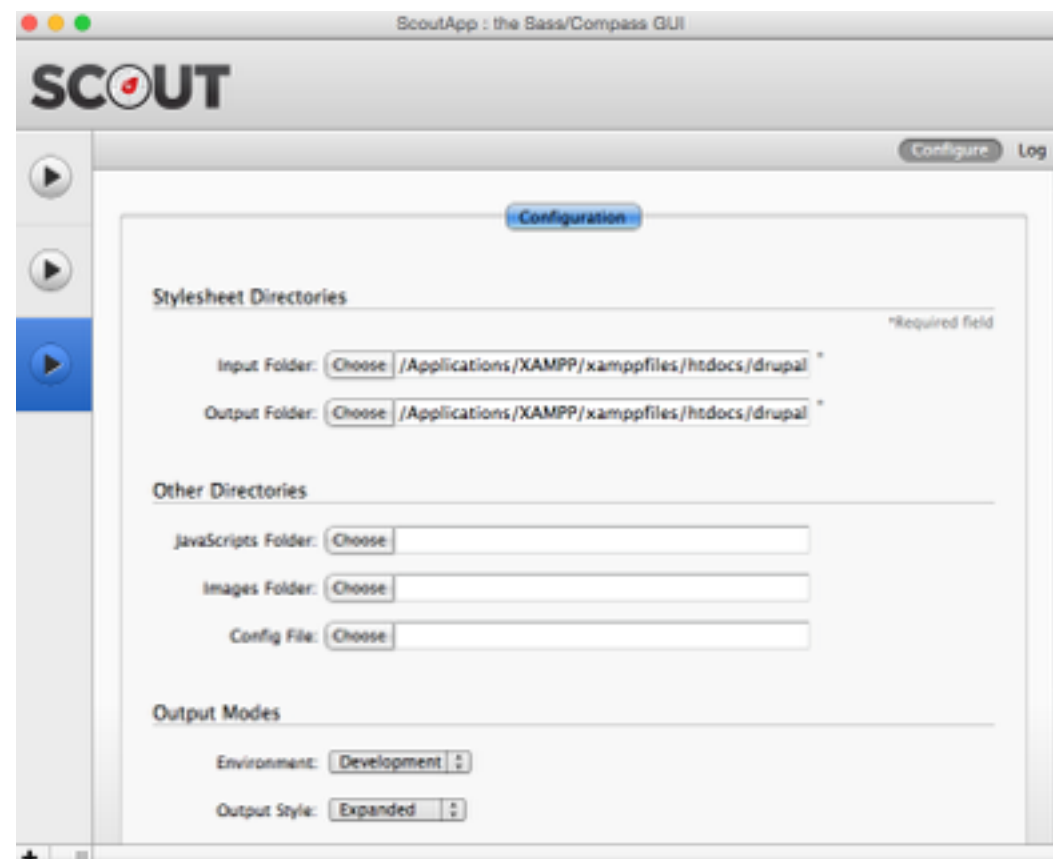 ScoutApp : the Sass/Compass GUI
SCOUT
Configure Log
Configuration
Stylesheet Directories
*Required field
Input Folder: Choose /Applications/XAMPP/xamppfiles/htdocs/drupal *
Output Folder: Choose /Applications/XAMPP/xamppfiles/htdocs/drupal *
Other Directories
JavaScripts Folder: Choose
Images Folder: Choose
Config File: Choose
Output Modes
Environment: Development
Output Style: Expanded